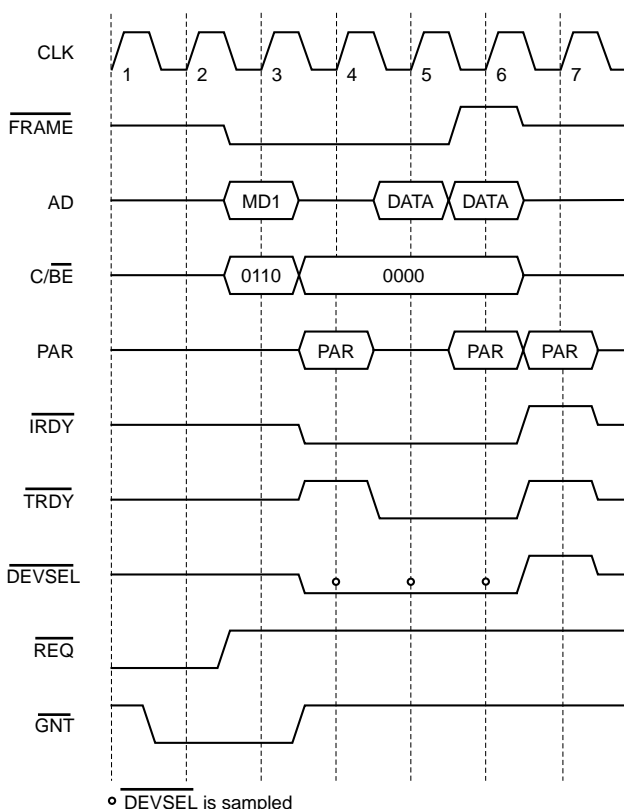 CLK
1 2 3 4 5 6 7
FRAME
AD MD1 DATA DATA
C/BE 0110 0000
PAR PAR PAR PAR
IRDY
TRDY
DEVSEL
REQ
GNT
DEVSEL is sampled